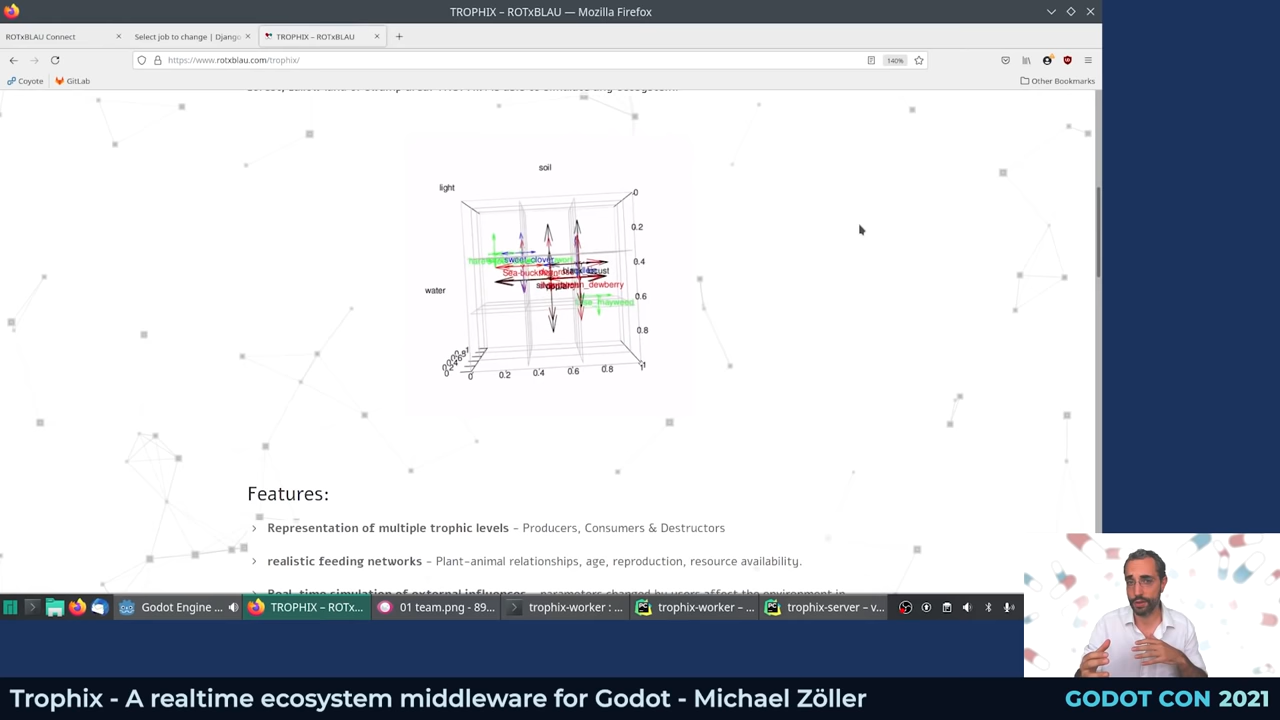 TROPHIX – ROTxBLAU — Mozilla Firefox
ROTxBLAU Connect
Select job to change | Django
TROPHIX – ROTxBLAU
https://www.rotxblau.com/trophix/
140%
Coyote
GitLab
Other Bookmarks
soil
light
water
0
0.2
0.4
0.6
0.8
1
sweet-clover
0
0.2
0.4
0.6
0.8
1
Features:
Representation of multiple trophic levels – Producers, Consumers & Destructors
realistic feeding networks – Plant-animal relationships, age, reproduction, resource availability.
Godot Engine ...
TROPHIX – ROTx...
01 team.png - 89...
trophix-worker : ...
trophix-worker – ...
trophix-server – v...
Trophix - A realtime ecosystem middleware for Godot - Michael Zöller
GODOT CON 2021